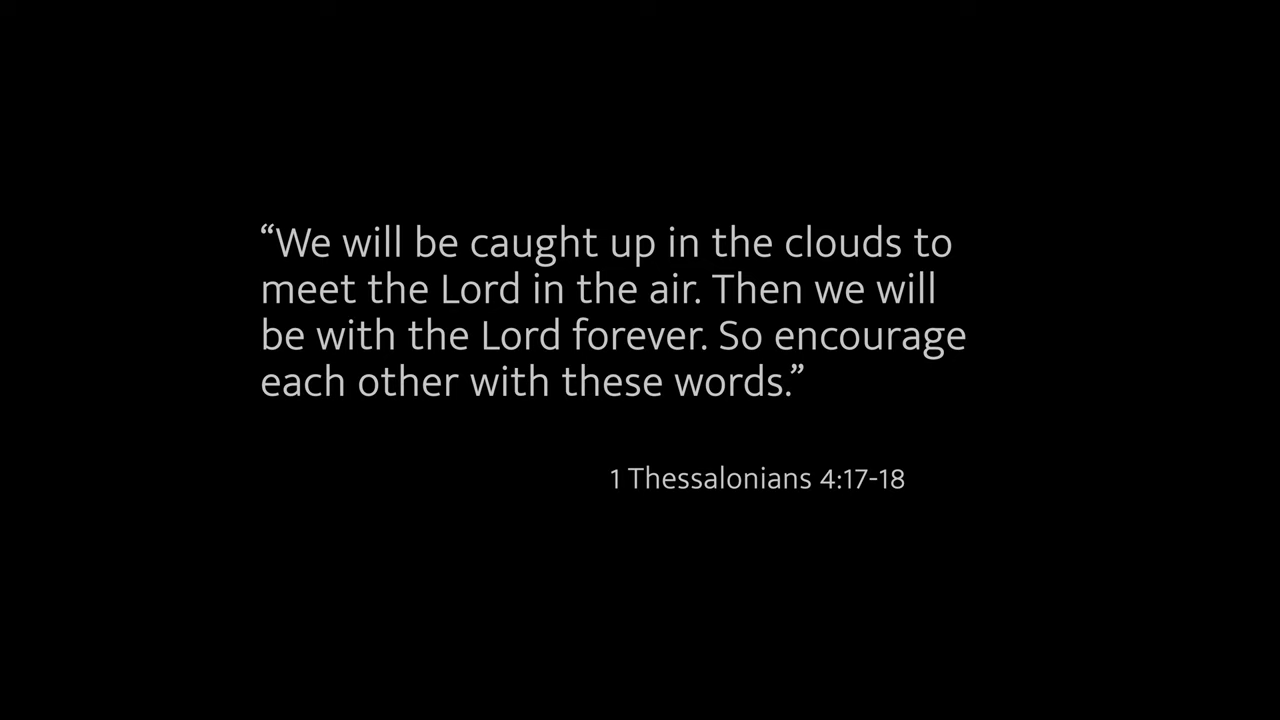 “We will be caught up in the clouds to
meet the Lord in the air. Then we will
be with the Lord forever. So encourage
each other with these words.”
1 Thessalonians 4:17-18